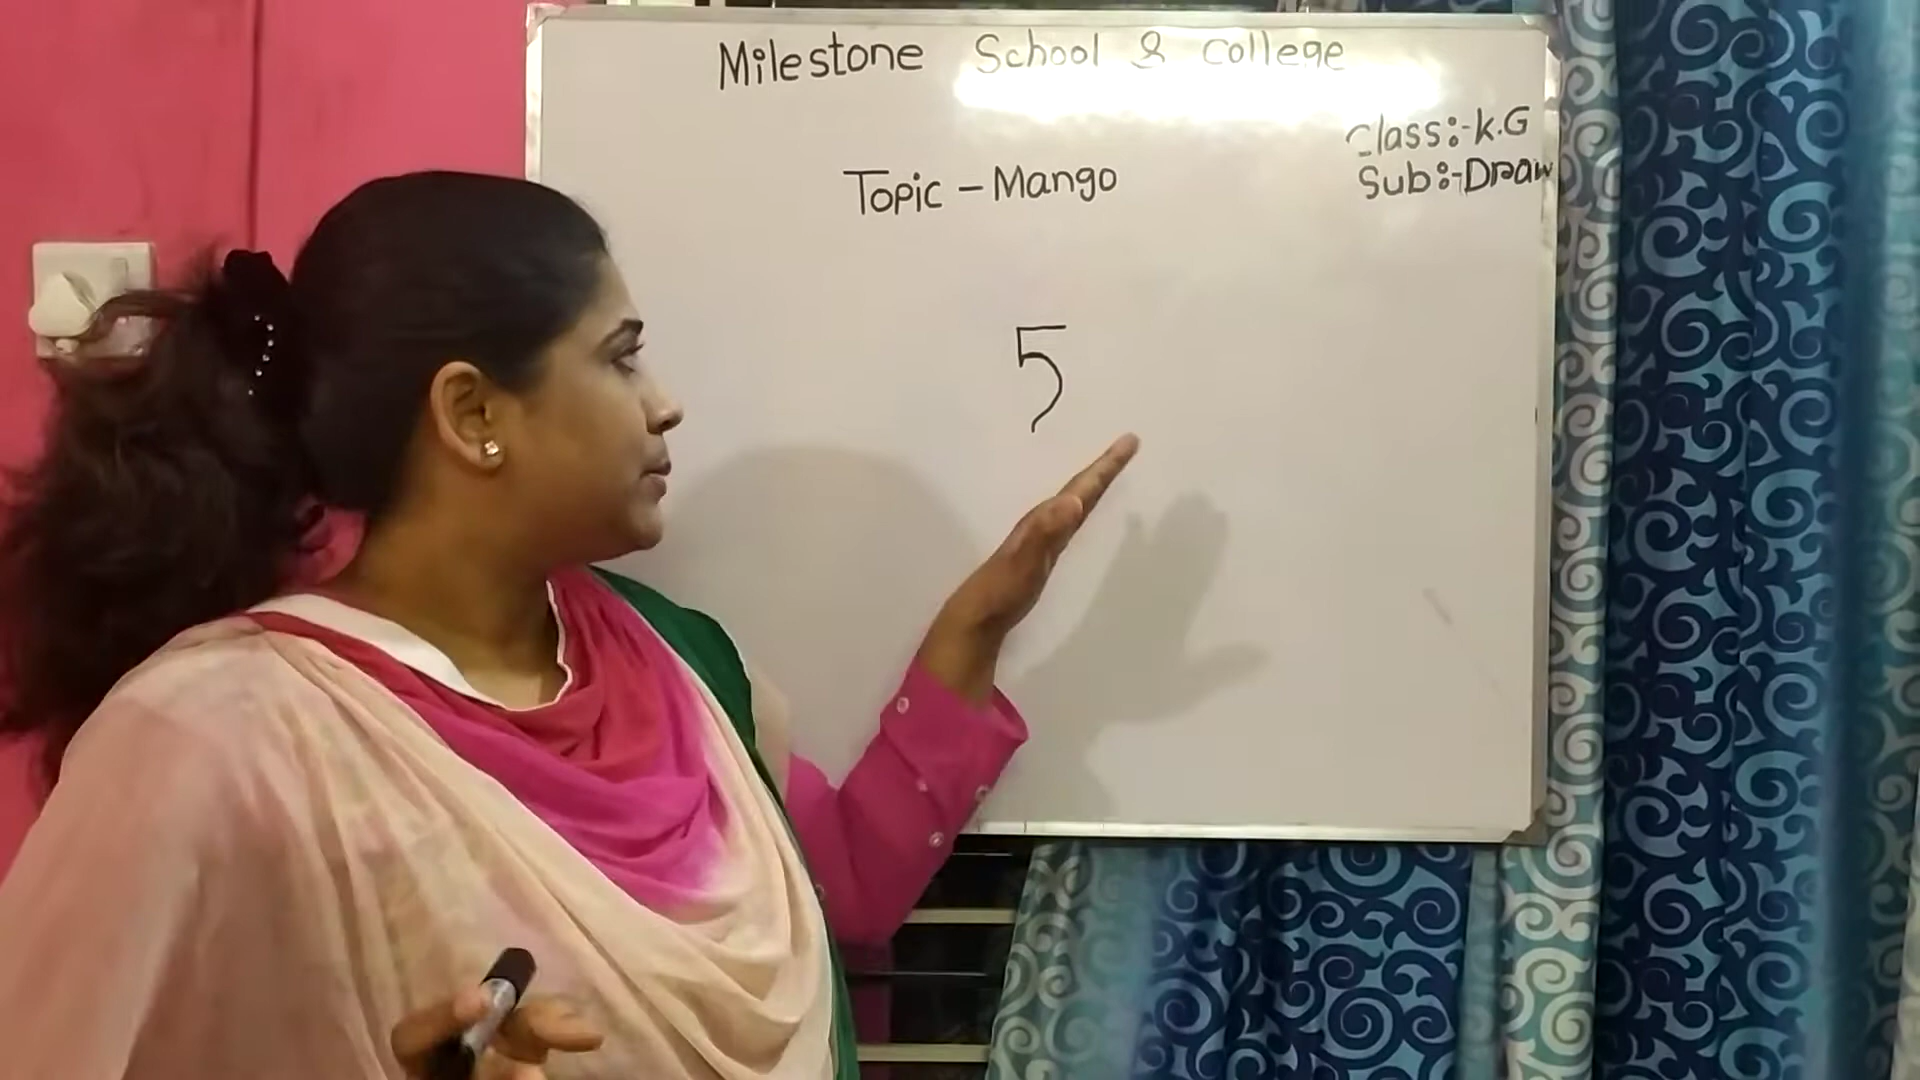 Milestone School & College
Class:-K.G
Sub:-Draw
Topic - Mango
5